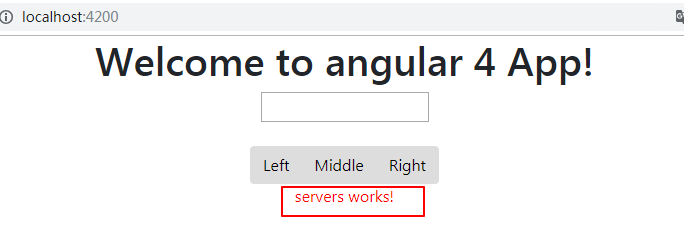 localhost:4200
Welcome to angular 4 App!
Left Middle Right
servers works!